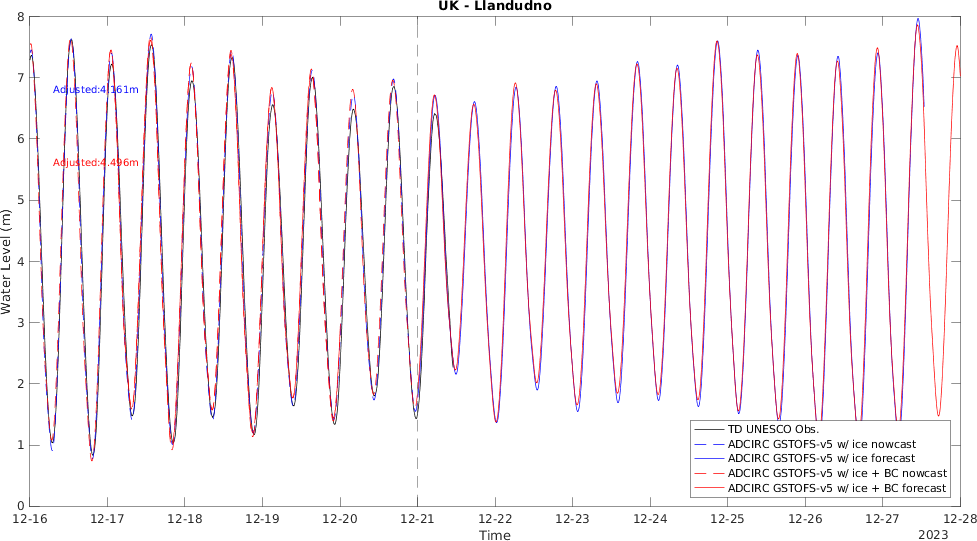 UK - Llandudno
8
7
6
5
4
3
2
1
0
Water Level (m)
Adjusted:4.161m
Adjusted:4.496m
TD UNESCO Obs.
ADCIRC GSTOFS-v5 w/ ice nowcast
ADCIRC GSTOFS-v5 w/ ice forecast
ADCIRC GSTOFS-v5 w/ ice + BC nowcast
ADCIRC GSTOFS-v5 w/ ice + BC forecast
12-16 12-17 12-18 12-19 12-20 12-21 12-22 12-23 12-24 12-25 12-26 12-27 12-28
Time
2023